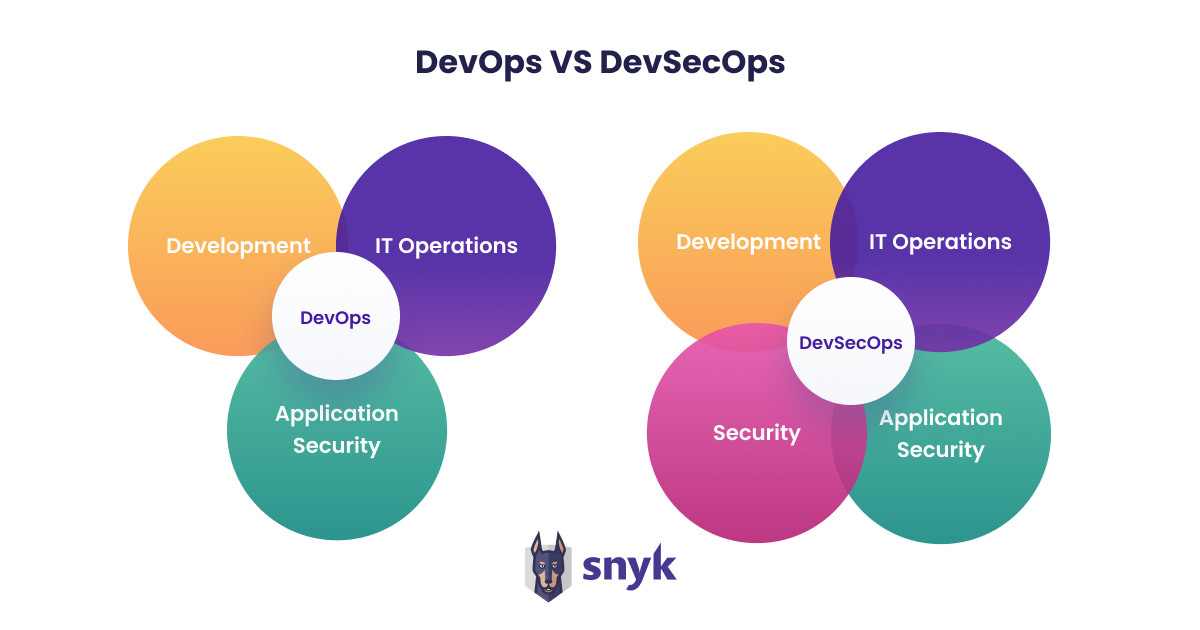 DevOps VS DevSecOps
Development
IT Operations
DevOps
Application
Security
Development
IT Operations
DevSecOps
Security
Application
Security
snyk